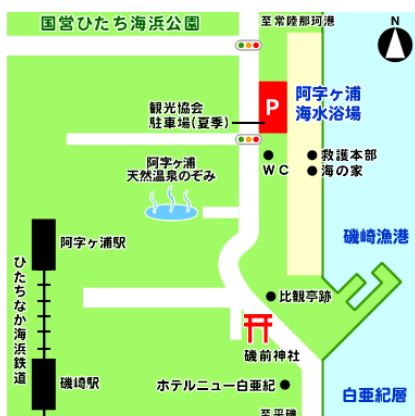 国営ひたち海浜公園
至常陸那珂港
N
P
阿字ヶ浦
海水浴場
観光協会
駐車場(夏季)
WC
救護本部
海の家
阿字ヶ浦
天然温泉のぞみ
阿字ヶ浦駅
磯崎漁港
ひたちなか海浜鉄道
比観亭跡
磯前神社
磯崎駅
ホテルニュー白亜紀
白亜紀層
至平磯